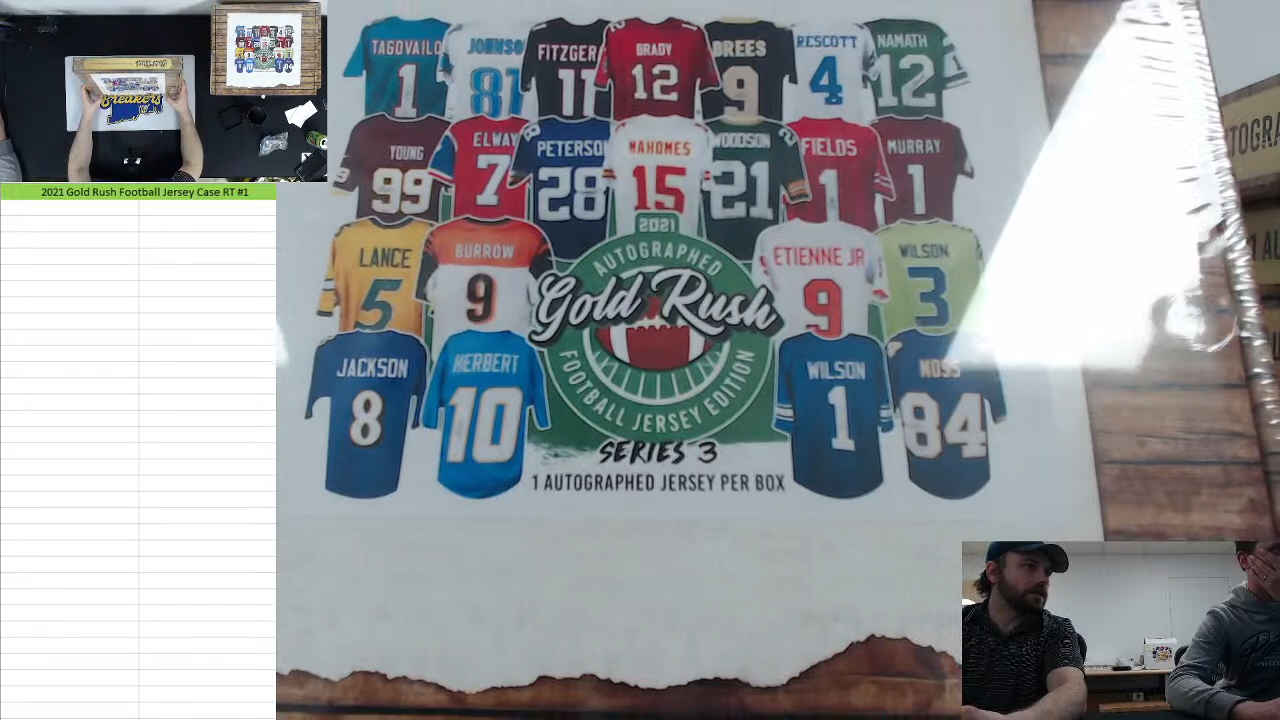 2021 Gold Rush Football Jersey Case RT #1
Breakers
TAGOVAILO
1
JOHNSO
81
FITZGER
11
BRADY
12
BREES
9
PRESCOTT
4
NAMATH
12
YOUNG
99
ELWAY
7
PETERSON
28
MAHOMES
15
WOODSON
21
FIELDS
1
MURRAY
1
LANCE
5
BURROW
9
ETIENNE JR
9
WILSON
3
JACKSON
8
HERBERT
10
WILSON
1
MOSS
84
2021
AUTOGRAPHED
Gold Rush
FOOTBALL JERSEY EDITION
SERIES 3
1 AUTOGRAPHED JERSEY PER BOX